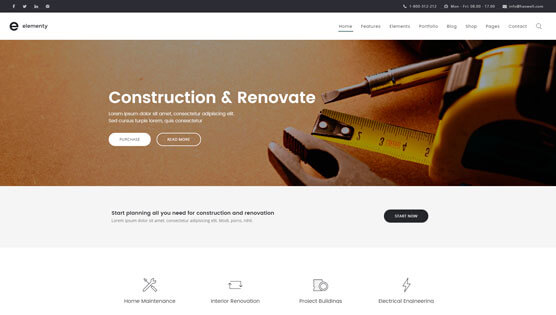 1-800-312-212
Mon - Fri: 08.00 - 17.00
info@haswell.com
elementy
Home
Features
Elements
Portfolio
Blog
Shop
Pages
Contact
Construction & Renovate
Lorem ipsum dolor sit amet, consectetur adipiscing elit.
Sed cursus turpis lorem, quis consectetur
PURCHASE
READ MORE
Start planning all you need for construction and renovation
Lorem ipsum dolor sit amet, consectetur adipiscing elit. Modi, porro, nihil.
START NOW
Home Maintenance
Interior Renovation
Project Buildings
Electrical Engineering